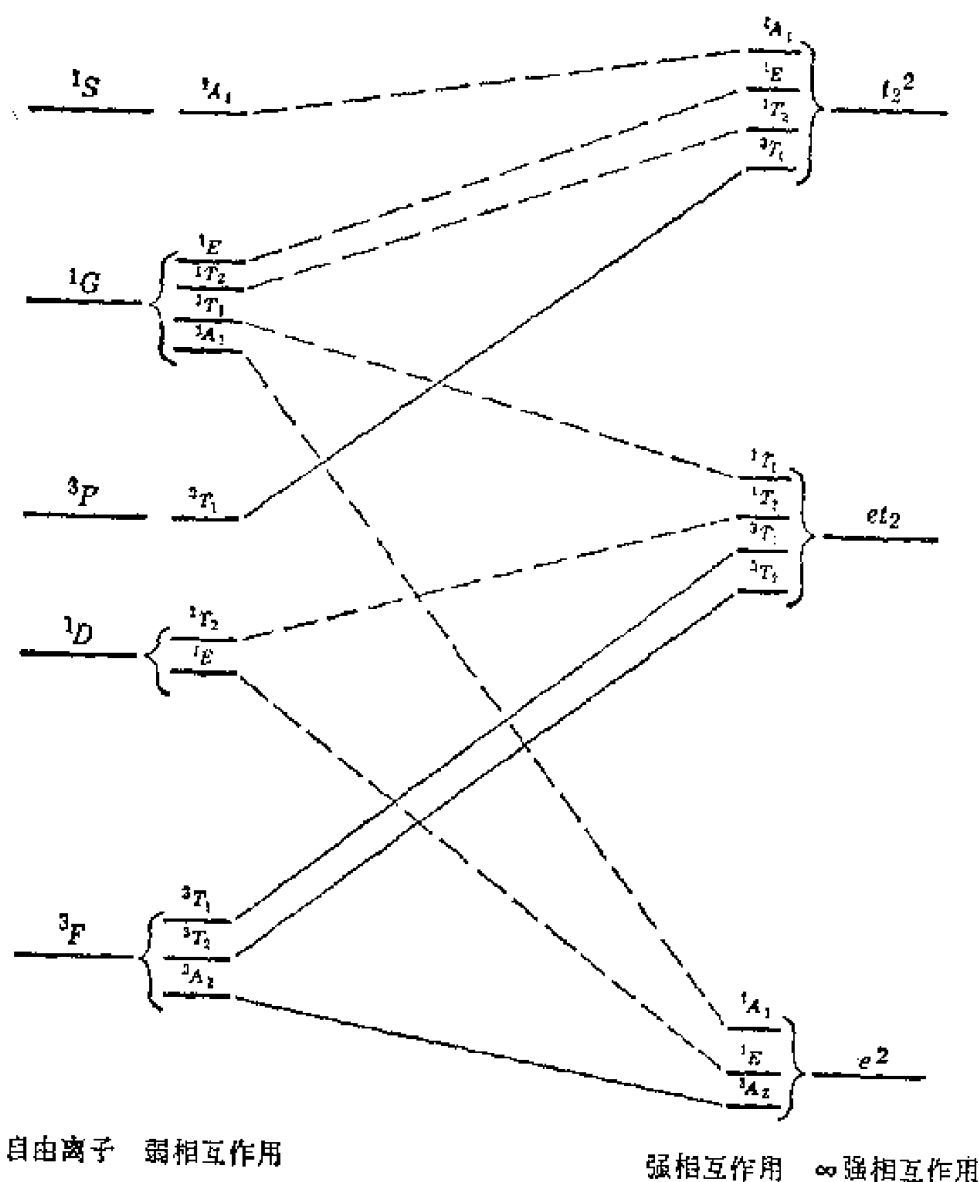 ¹S
¹A₁
¹G
¹E
¹T₂
¹T₁
¹A₁
³P
³T₁
¹D
¹T₂
¹E
³F
³T₁
³T₂
³A₂
¹A₁
¹E
¹T₂
³T₁
t₂²
¹T₁
¹T₂
³T₁
³T₂
et₂
¹A₁
¹E
³A₂
e²
自由离子 弱相互作用
强相互作用 ∞强相互作用